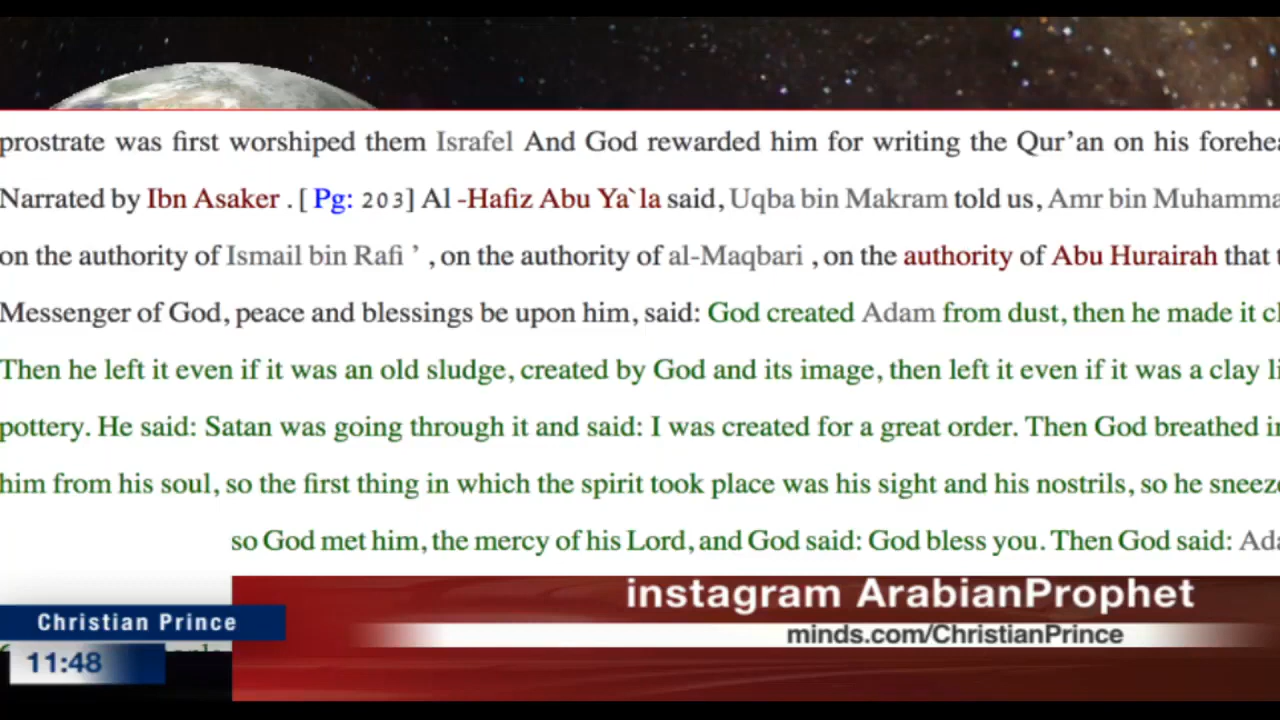 prostrate was first worshiped them Israfel And God rewarded him for writing the Qur’an on his forehea
Narrated by Ibn Asaker . [ Pg: 203] Al -Hafiz Abu Ya`la said, Uqba bin Makram told us, Amr bin Muhamma
on the authority of Ismail bin Rafi ’ , on the authority of al-Maqbari , on the authority of Abu Hurairah that t
Messenger of God, peace and blessings be upon him, said: God created Adam from dust, then he made it cl
Then he left it even if it was an old sludge, created by God and its image, then left it even if it was a clay li
pottery. He said: Satan was going through it and said: I was created for a great order. Then God breathed in
him from his soul, so the first thing in which the spirit took place was his sight and his nostrils, so he sneeze
so God met him, the mercy of his Lord, and God said: God bless you. Then God said: Ada
instagram ArabianProphet
Christian Prince
minds.com/ChristianPrince
11:48